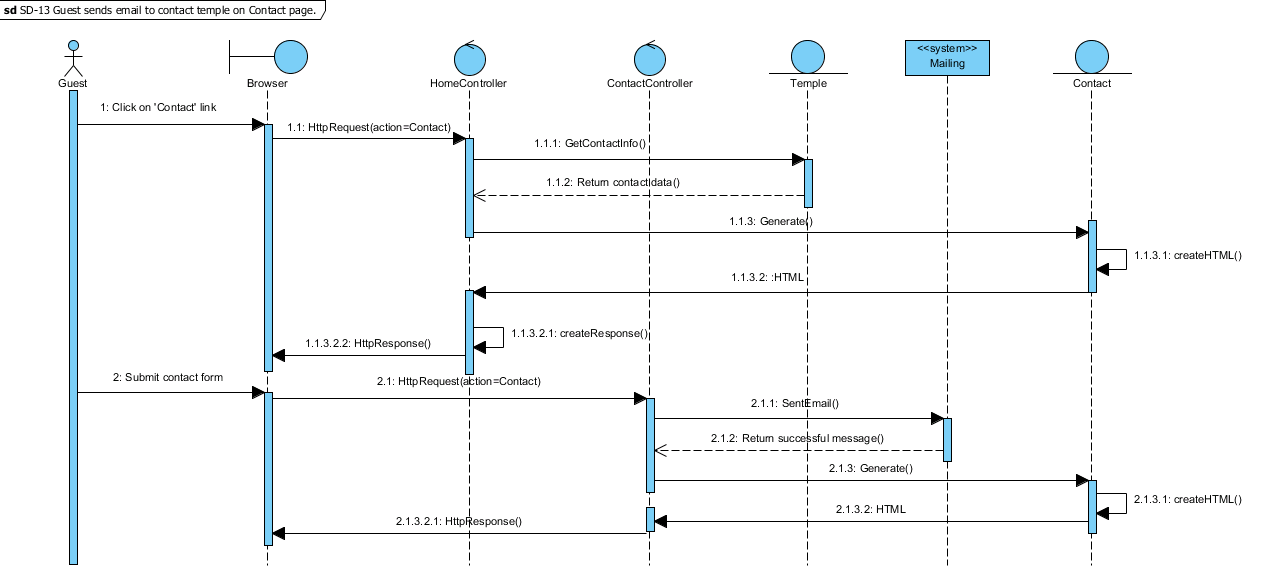 sd SD-13 Guest sends email to contact temple on Contact page.
<<system>>
Mailing
Guest
Browser
HomeController
ContactController
Temple
Contact
1: Click on 'Contact' link
1.1: HttpRequest(action=Contact)
1.1.1: GetContactInfo()
1.1.2: Return contactdata()
1.1.3: Generate()
1.1.3.1: createHTML()
1.1.3.2: :HTML
1.1.3.2.1: createResponse()
1.1.3.2.2: HttpResponse()
2: Submit contact form
2.1: HttpRequest(action=Contact)
2.1.1: SentEmail()
2.1.2: Return successful message()
2.1.3: Generate()
2.1.3.1: createHTML()
2.1.3.2: HTML
2.1.3.2.1: HttpResponse()